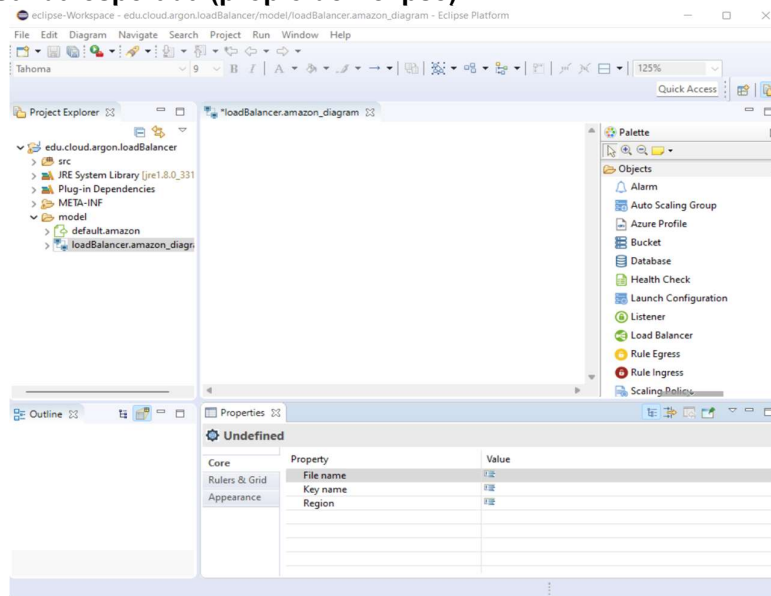 eclipse-Workspace - edu.cloud.argon.loadBalancer/model/loadBalancer.amazon_diagram - Eclipse Platform
File Edit Diagram Navigate Search Project Run Window Help
Tahoma 9 B I A 125%
Quick Access
Project Explorer
*loadBalancer.amazon_diagram
Palette
edu.cloud.argon.loadBalancer
src
JRE System Library [jre1.8.0_331
Plug-in Dependencies
META-INF
model
default.amazon
loadBalancer.amazon_diagra
Objects
Alarm
Auto Scaling Group
Azure Profile
Bucket
Database
Health Check
Launch Configuration
Listener
Load Balancer
Rule Egress
Rule Ingress
Scaling Policy
Outline
Properties
Undefined
Core
Rulers & Grid
Appearance
Property Value
File name
Key name
Region